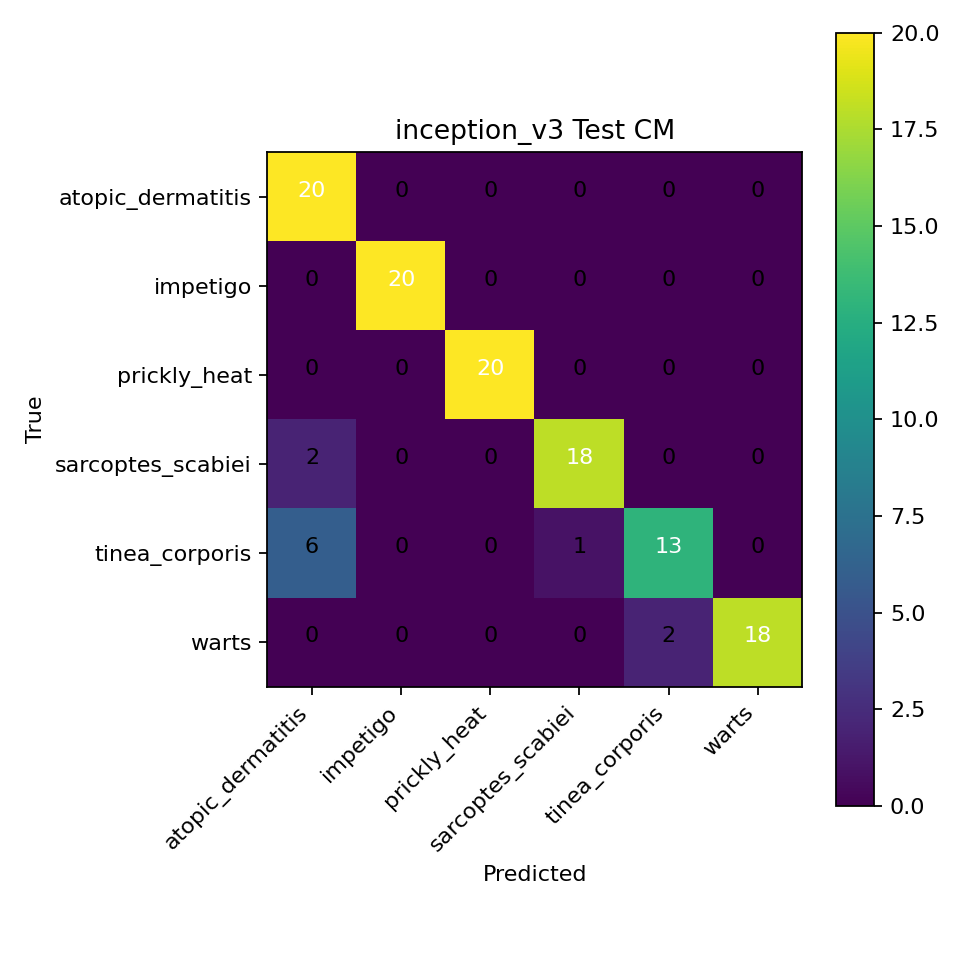 inception_v3 Test CM
True
atopic_dermatitis 20 0 0 0 0 0
impetigo 0 20 0 0 0 0
prickly_heat 0 0 20 0 0 0
sarcoptes_scabiei 2 0 0 18 0 0
tinea_corporis 6 0 0 1 13 0
warts 0 0 0 0 2 18
atopic_dermatitis
impetigo
prickly_heat
sarcoptes_scabiei
tinea_corporis
warts
Predicted
20.0
17.5
15.0
12.5
10.0
7.5
5.0
2.5
0.0